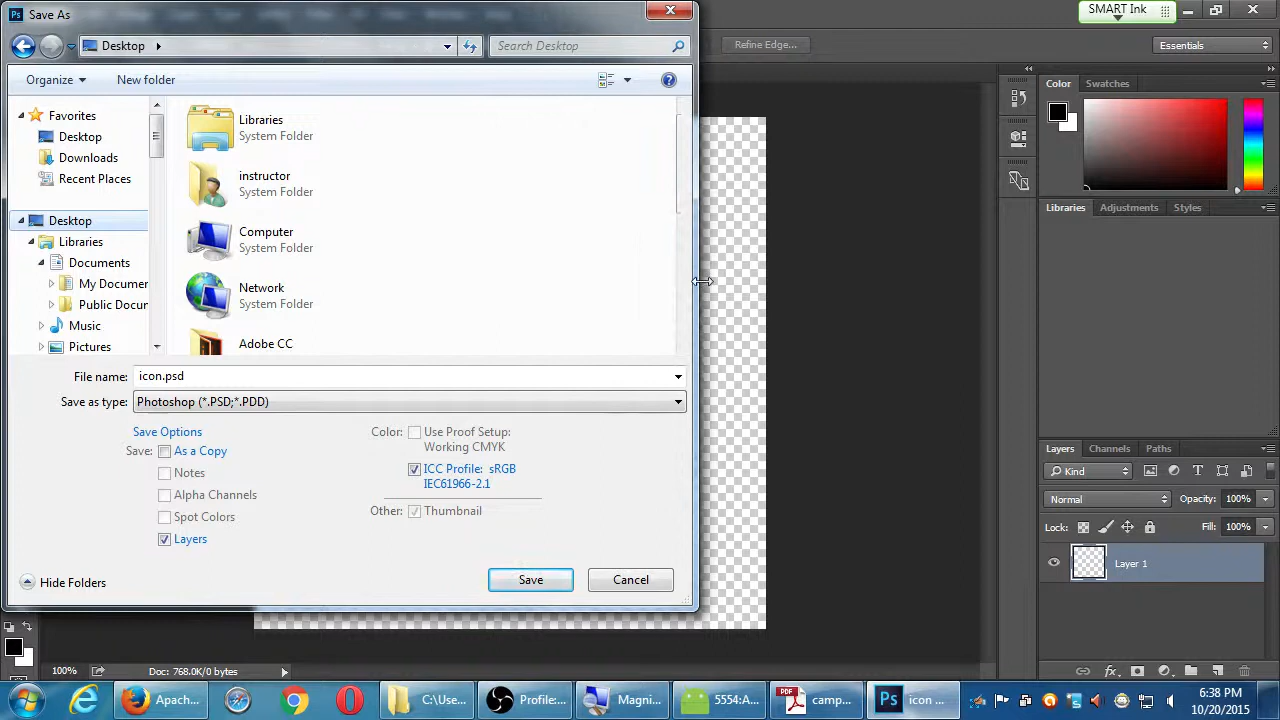 Save As
SMART Ink
Desktop
Search Desktop
Refine Edge...
Essentials
Organize
New folder
Color
Swatches
Favorites
Desktop
Downloads
Recent Places
Desktop
Libraries
Documents
My Documer
Public Docur
Music
Pictures
Libraries
System Folder
instructor
System Folder
Computer
System Folder
Network
System Folder
Adobe CC
Libraries
Adjustments
Styles
File name:
icon.psd
Save as type:
Photoshop (*.PSD;*.PDD)
Save Options
Save:
As a Copy
Notes
Alpha Channels
Spot Colors
Layers
Color:
Use Proof Setup:
Working CMYK
ICC Profile: sRGB
IEC61966-2.1
Other:
Thumbnail
Hide Folders
Save
Cancel
Layers
Channels
Paths
Kind
Normal
Opacity:
100%
Lock:
Fill:
100%
Layer 1
100%
Doc: 768.0K/0 bytes
Apach...
C:\Use...
Profile:...
Magni...
5554:A...
PDF
camp...
Ps
icon ...
6:38 PM
10/20/2015